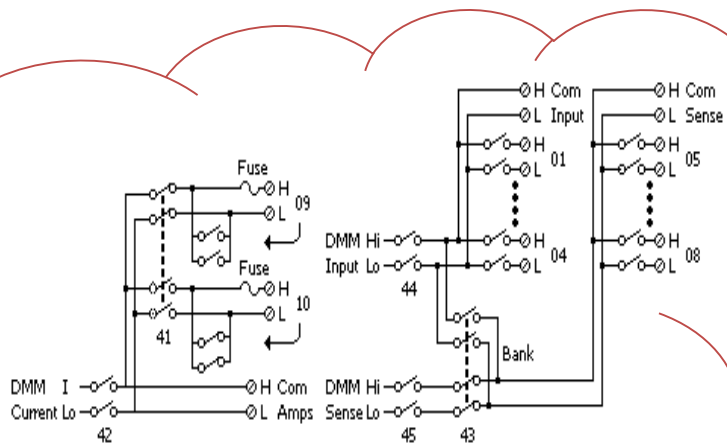 H Com
L Input
H
L
01
H
L
04
H Com
L Sense
H
L
05
H
L
08
Fuse
H
L
09
Fuse
H
L
10
41
DMM Hi
Input Lo
44
Bank
DMM I
Current Lo
42
H Com
L Amps
DMM Hi
Sense Lo
45
43